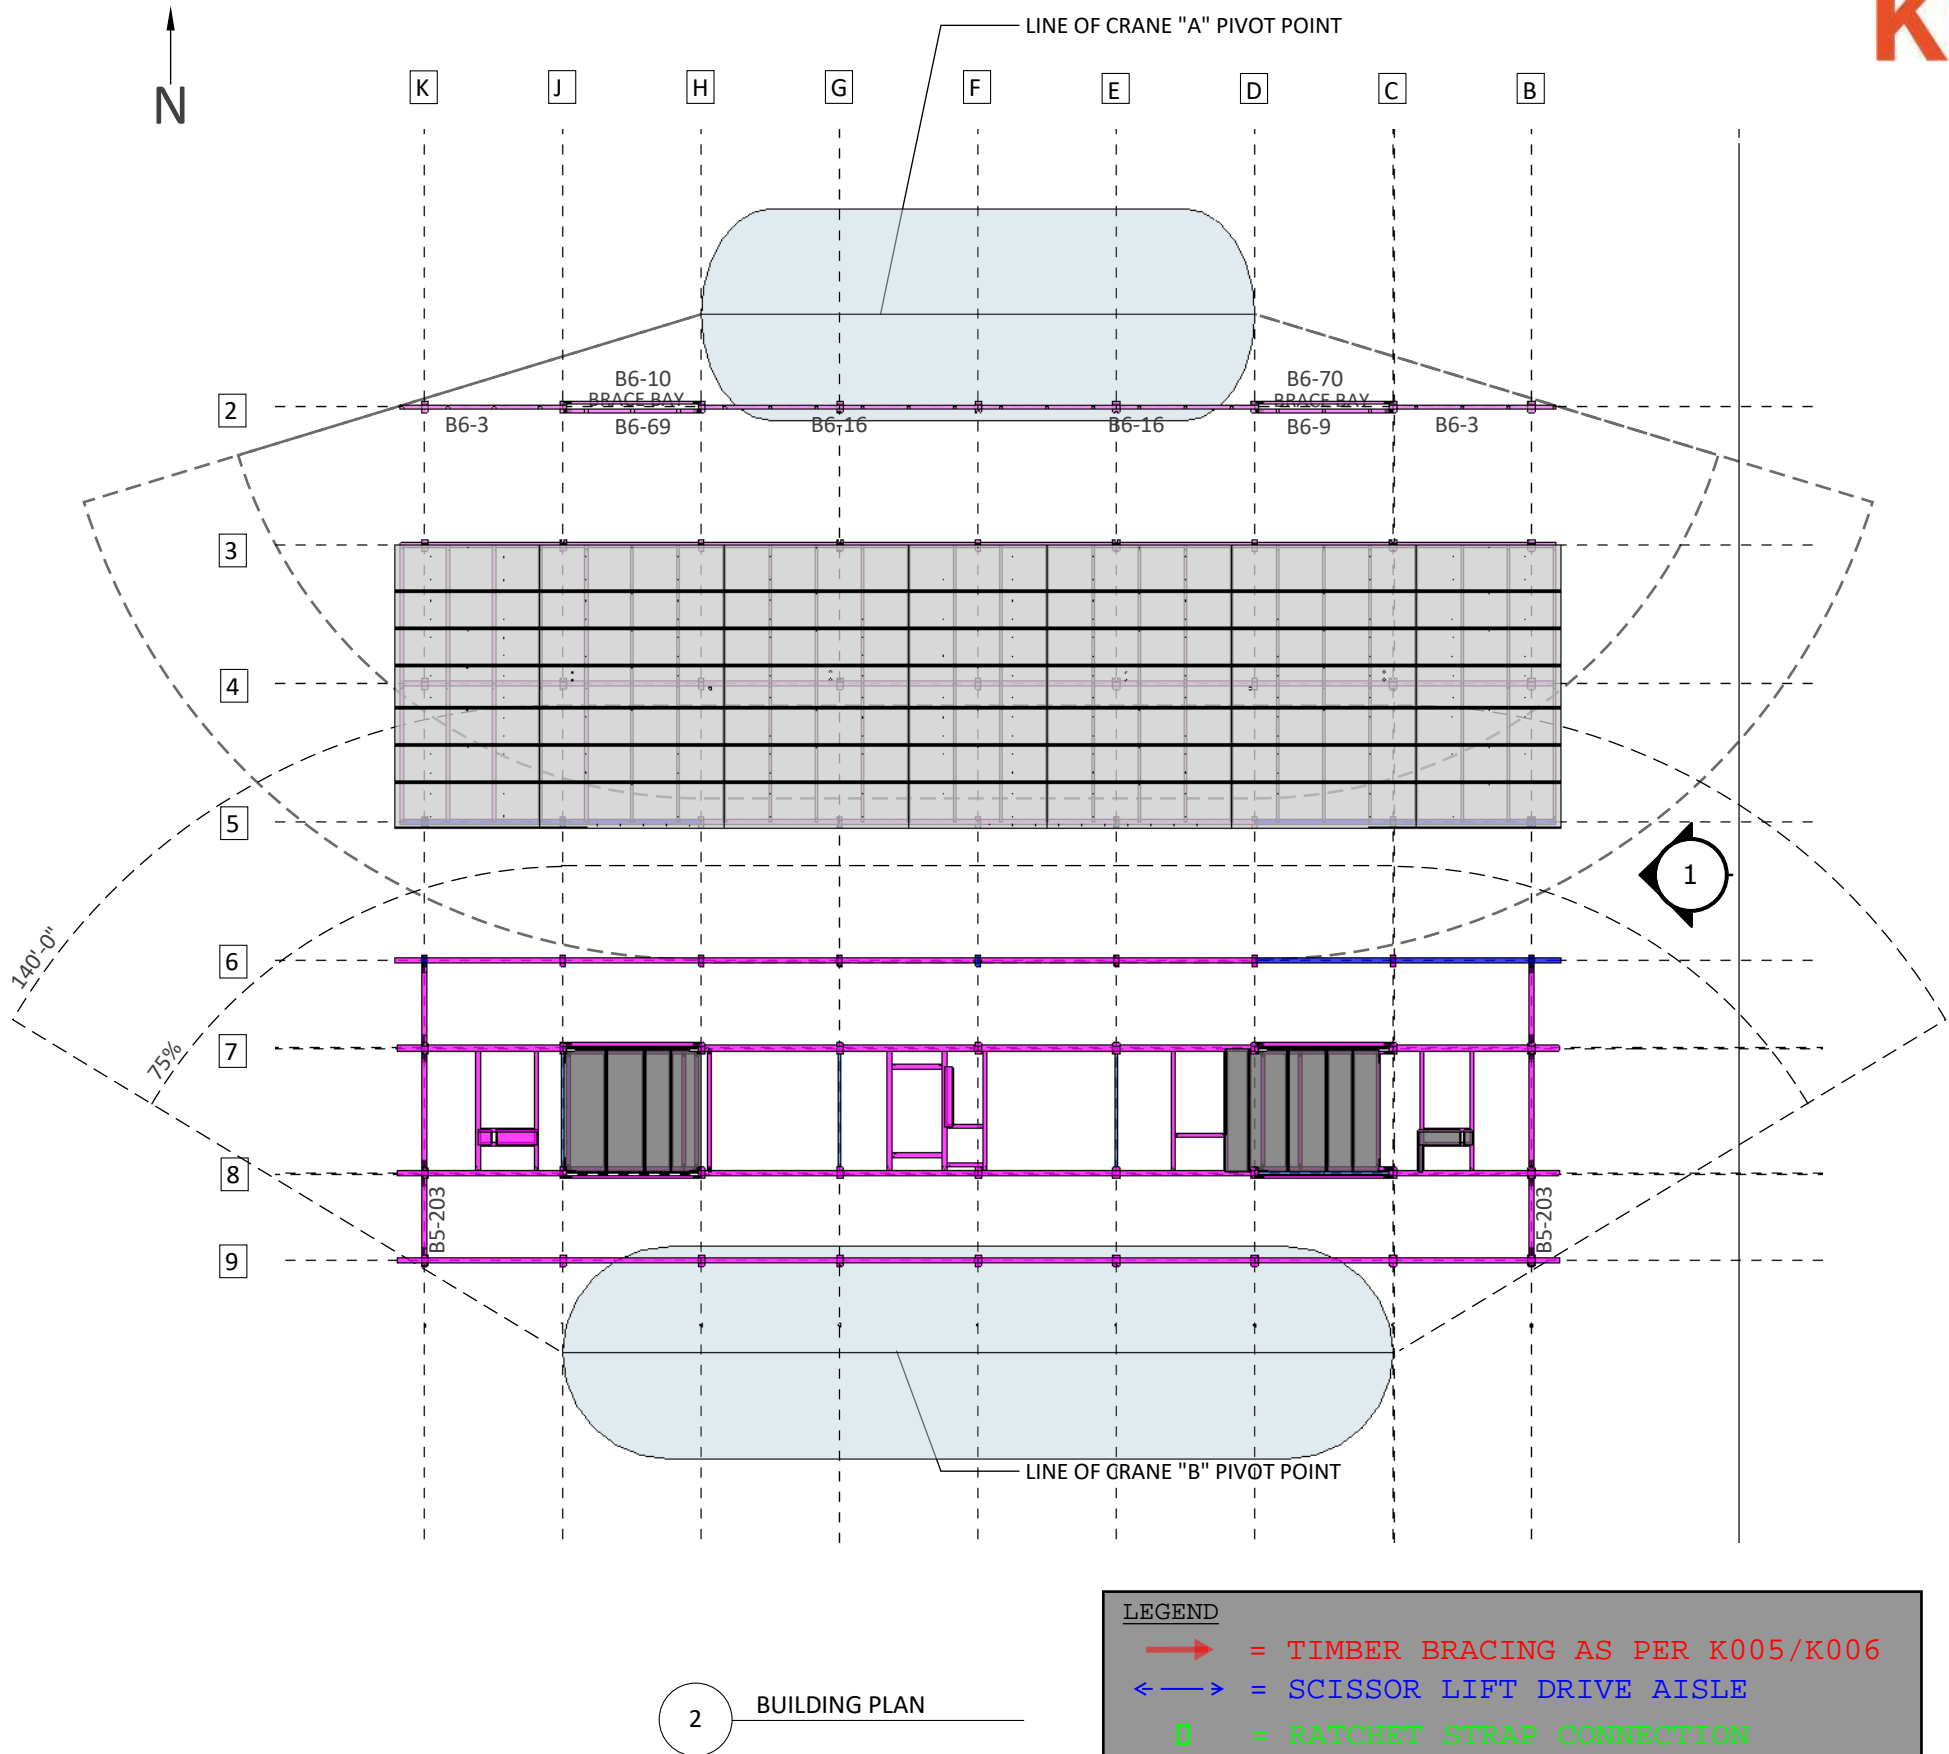 K
LINE OF CRANE "A" PIVOT POINT
N
K J H G F E D C B
B6-10
BRACE BAY
B6-70
BRACE BAY
2
B6-3 B6-69 B6-16 B6-16 B6-9 B6-3
3
4
5
1
140'-0"
6
75%
7
8
B5-203
B5-203
9
LINE OF CRANE "B" PIVOT POINT
LEGEND
= TIMBER BRACING AS PER K005/K006
= SCISSOR LIFT DRIVE AISLE
= RATCHET STRAP CONNECTION
2 BUILDING PLAN